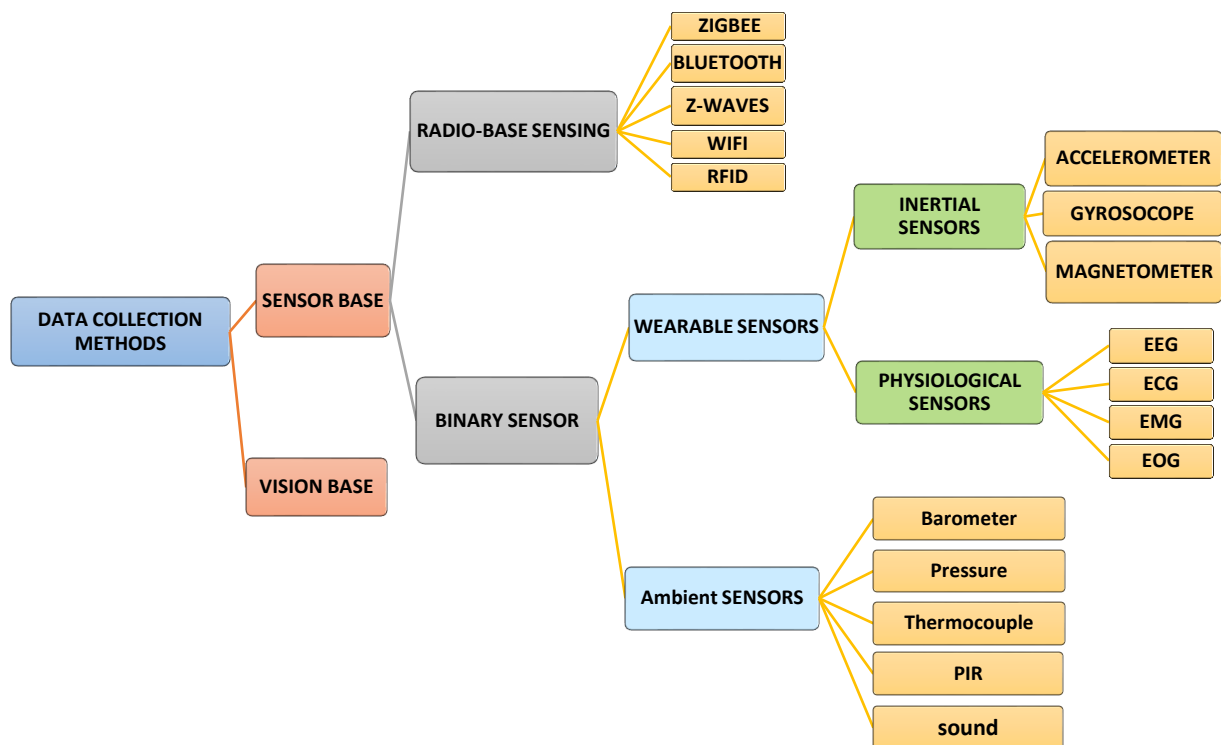 DATA COLLECTION
METHODS
SENSOR BASE
VISION BASE
RADIO-BASE SENSING
BINARY SENSOR
ZIGBEE
BLUETOOTH
Z-WAVES
WIFI
RFID
WEARABLE SENSORS
Ambient SENSORS
INERTIAL
SENSORS
PHYSIOLOGICAL
SENSORS
ACCELEROMETER
GYROSOCOPE
MAGNETOMETER
EEG
ECG
EMG
EOG
Barometer
Pressure
Thermocouple
PIR
sound